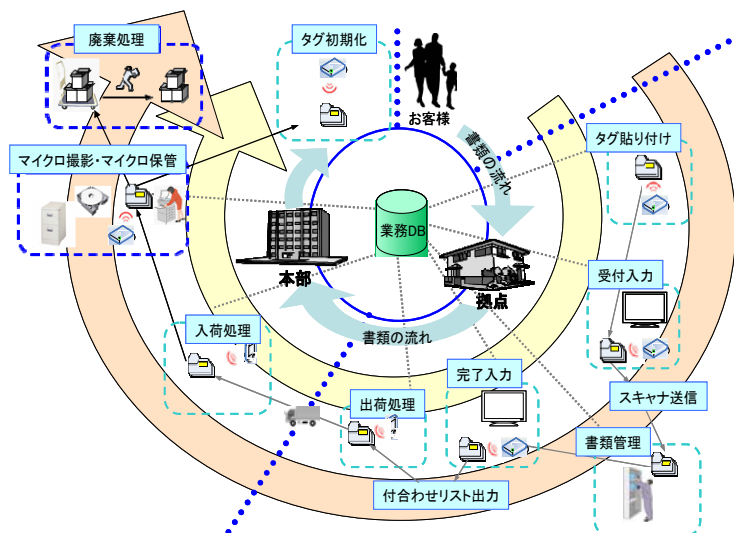 廃棄処理
タグ初期化
お客様
書類の流れ
タグ貼り付け
マイクロ撮影・マイクロ保管
業務DB
本部
拠点
受付入力
書類の流れ
入荷処理
完了入力
スキャナ送信
出荷処理
書類管理
付合わせリスト出力